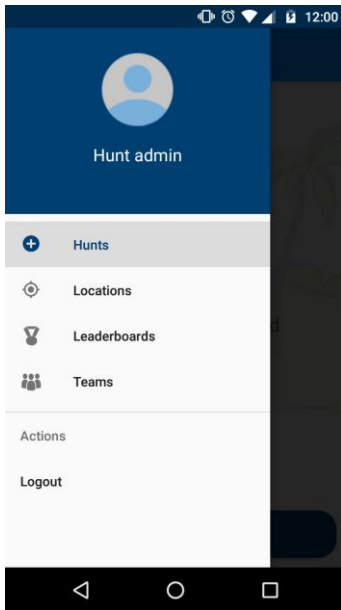 12:00
Hunt admin
Hunts
Locations
Leaderboards
Teams
Actions
Logout
d